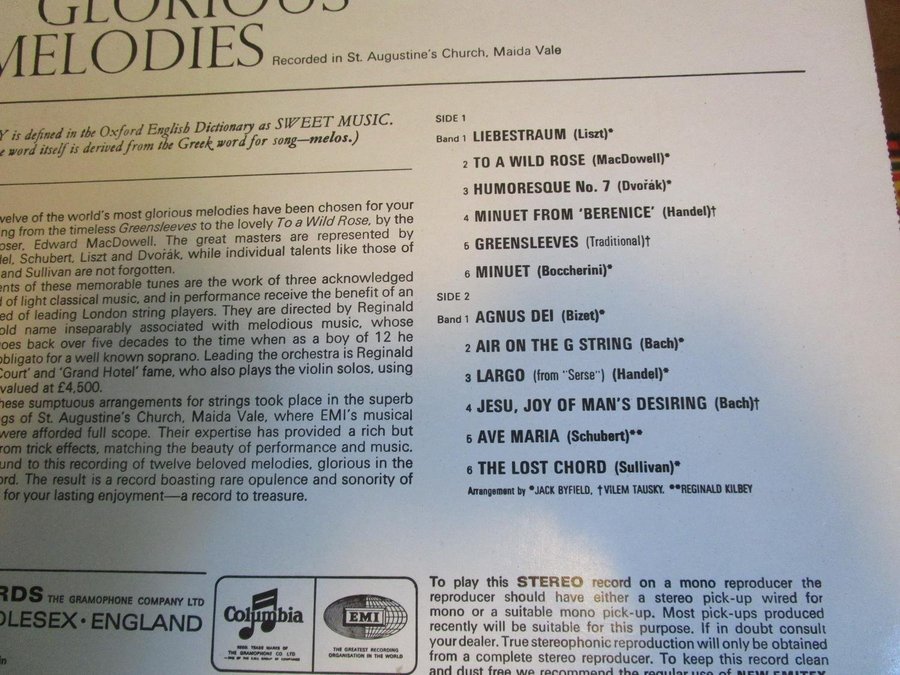 GLORIOUS
MELODIES
Recorded in St. Augustine's Church, Maida Vale
Y is defined in the Oxford English Dictionary as SWEET MUSIC.
e word itself is derived from the Greek word for song—melos.)
welve of the world's most glorious melodies have been chosen for your
ng from the timeless Greensleeves to the lovely To a Wild Rose, by the
oser, Edward MacDowell. The great masters are represented by
del, Schubert, Liszt and Dvořák, while individual talents like those of
and Sullivan are not forgotten.
ents of these memorable tunes are the work of three acknowledged
d of light classical music, and in performance receive the benefit of an
ed of leading London string players. They are directed by Reginald
old name inseparably associated with melodious music, whose
goes back over five decades to the time when as a boy of 12 he
obligato for a well known soprano. Leading the orchestra is Reginald
Court' and 'Grand Hotel' fame, who also plays the violin solos, using
valued at £4,500.
hese sumptuous arrangements for strings took place in the superb
ngs of St. Augustine's Church, Maida Vale, where EMI's musical
were afforded full scope. Their expertise has provided a rich but
rom trick effects, matching the beauty of performance and music.
und to this recording of twelve beloved melodies, glorious in the
ord. The result is a record boasting rare opulence and sonority of
for your lasting enjoyment—a record to treasure.
SIDE 1
Band 1 LIEBESTRAUM (Liszt)*
2 TO A WILD ROSE (MacDowell)*
3 HUMORESQUE No. 7 (Dvořák)*
4 MINUET FROM 'BERENICE' (Handel)†
5 GREENSLEEVES (Traditional)†
6 MINUET (Boccherini)*
SIDE 2
Band 1 AGNUS DEI (Bizet)*
2 AIR ON THE G STRING (Bach)*
3 LARGO (from "Serse") (Handel)*
4 JESU, JOY OF MAN'S DESIRING (Bach)†
5 AVE MARIA (Schubert)**
6 THE LOST CHORD (Sullivan)*
Arrangement by *JACK BYFIELD, †VILEM TAUSKY. **REGINALD KILBEY
RDS THE GRAMOPHONE COMPANY LTD
DLESEX • ENGLAND
in
Columbia
REGD. TRADE MARKS OF
THE GRAMOPHONE CO. LTD
EMI
THE GREATEST RECORDING
ORGANISATION IN THE WORLD
To play this STEREO record on a mono reproducer the
reproducer should have either a stereo pick-up wired for
mono or a suitable mono pick-up. Most pick-ups produced
recently will be suitable for this purpose. If in doubt consult
your dealer. True stereophonic reproduction will only be obtained
from a complete stereo reproducer. To keep this record clean
and dust free we recommend the regular use of NEW EMITEX